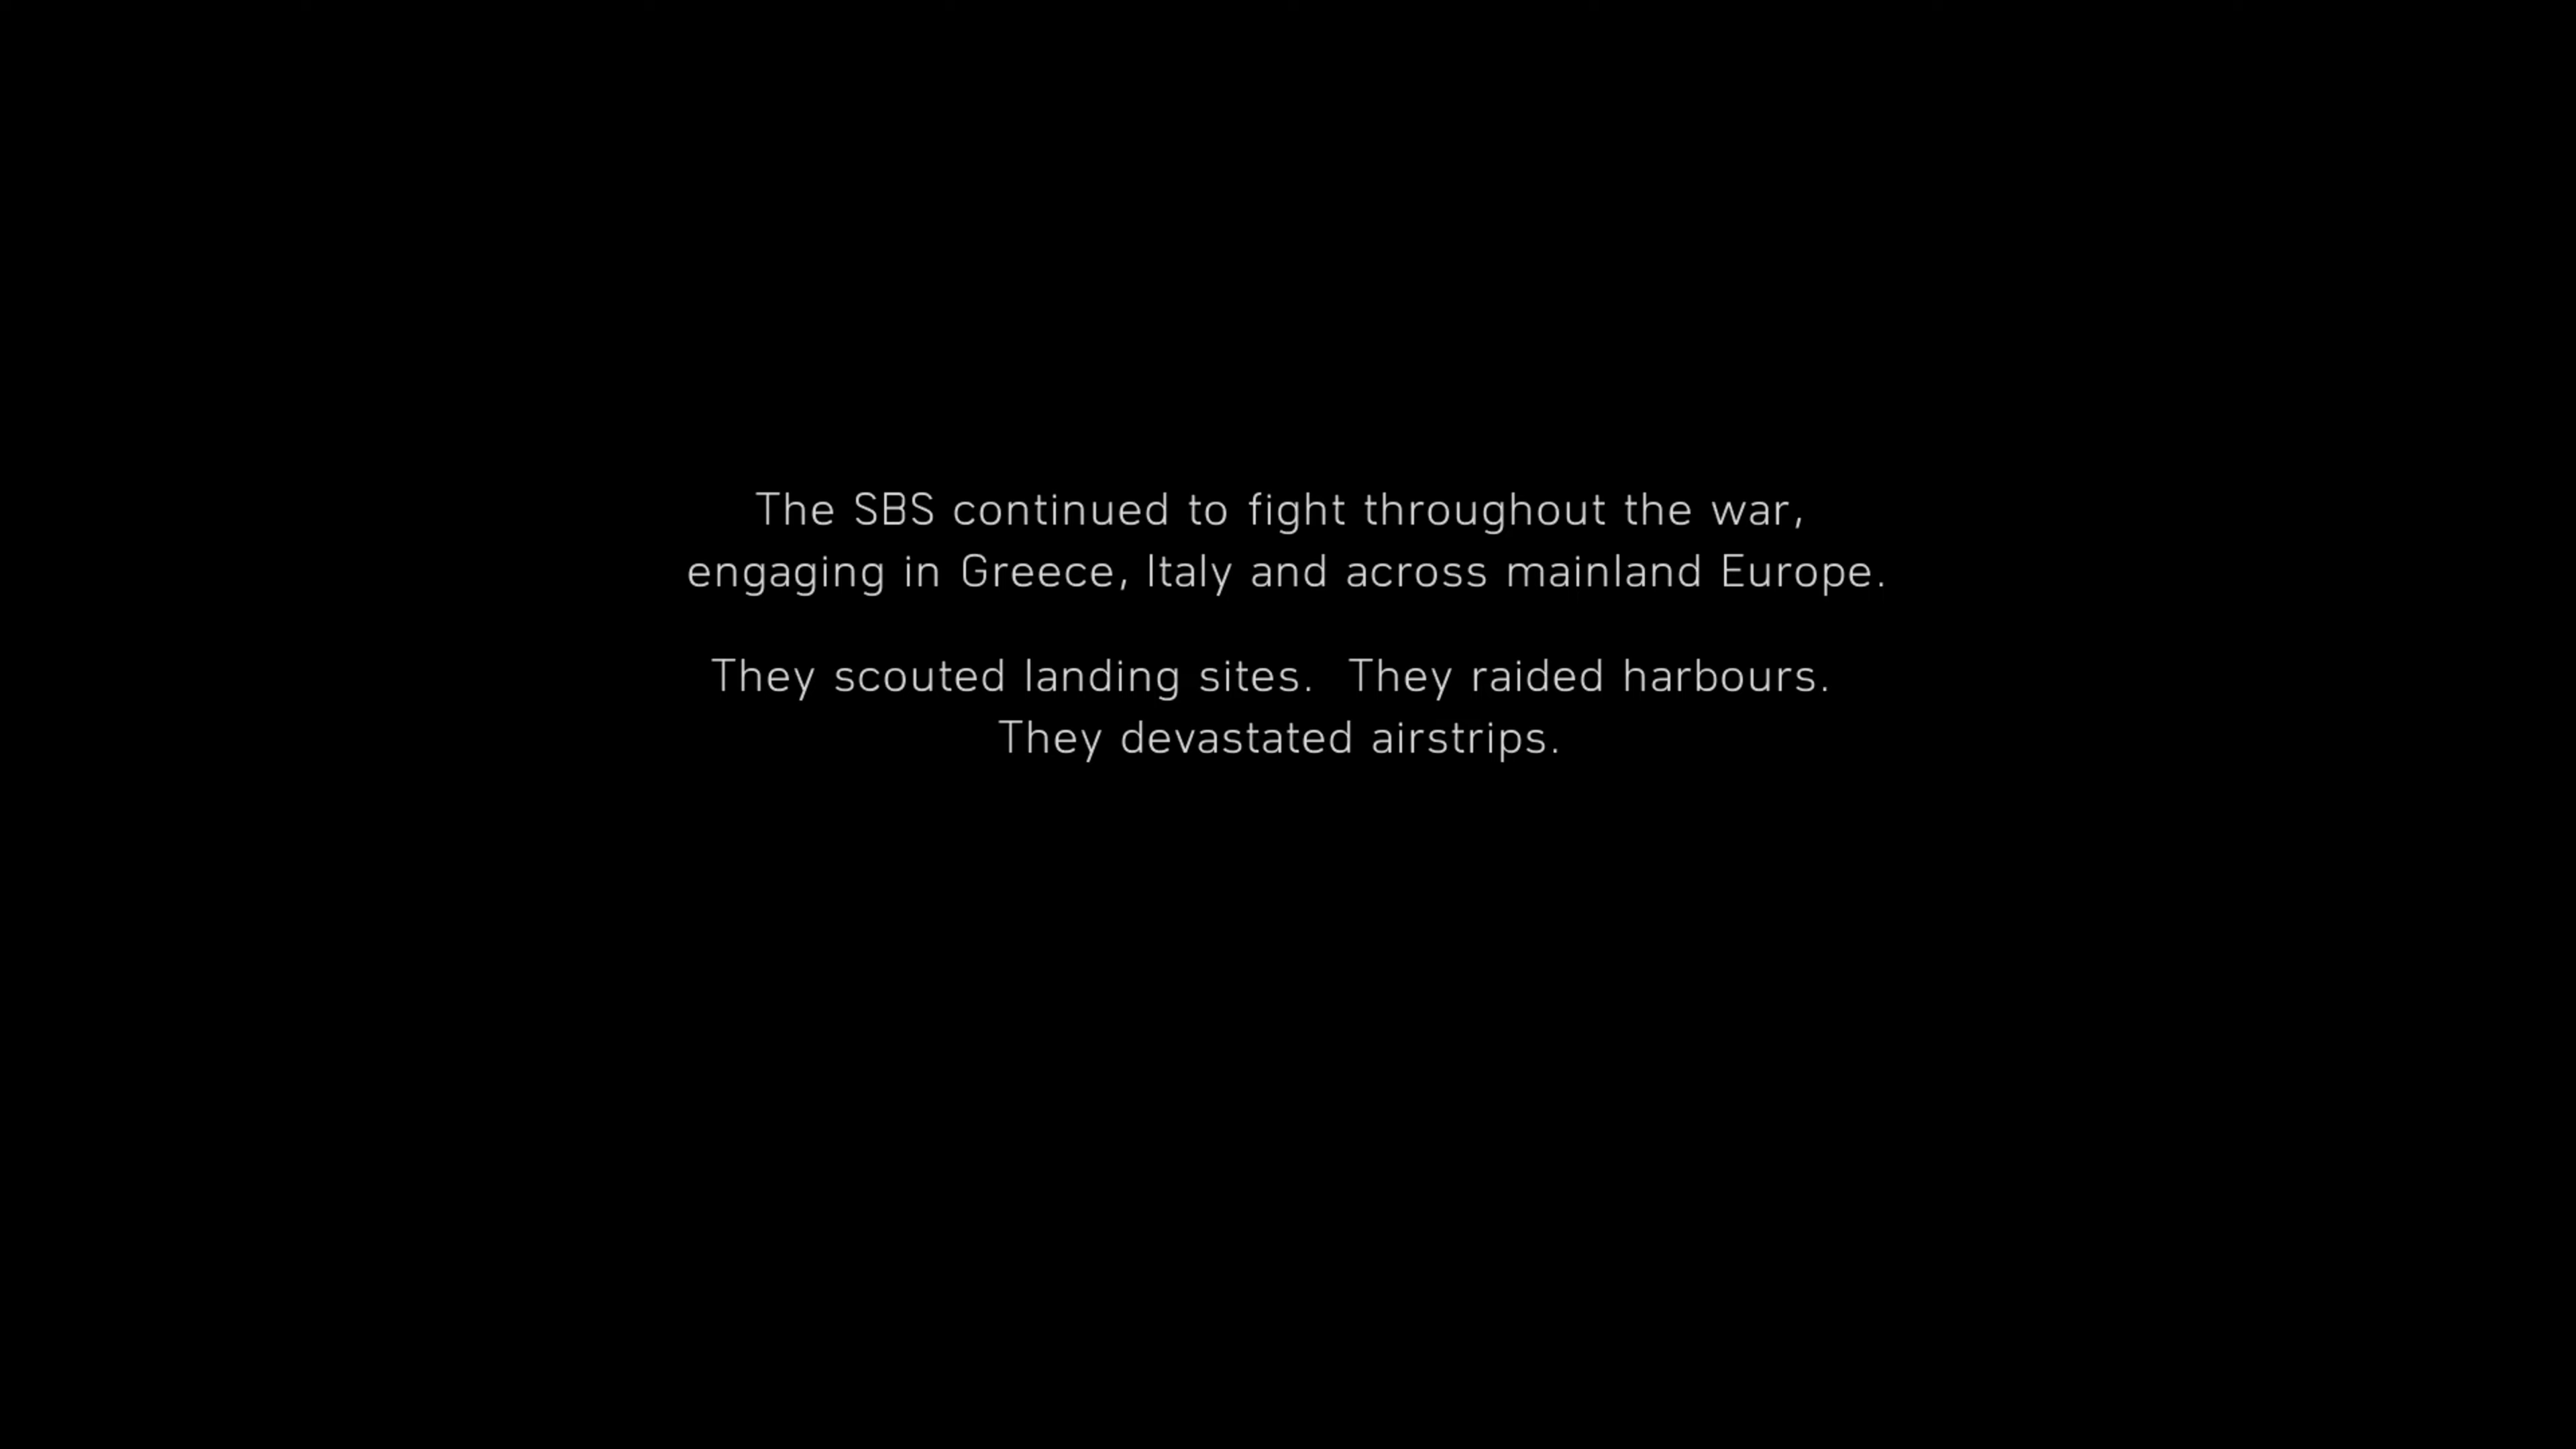 The SBS continued to fight throughout the war,
engaging in Greece, Italy and across mainland Europe.
They scouted landing sites.  They raided harbours.
They devastated airstrips.